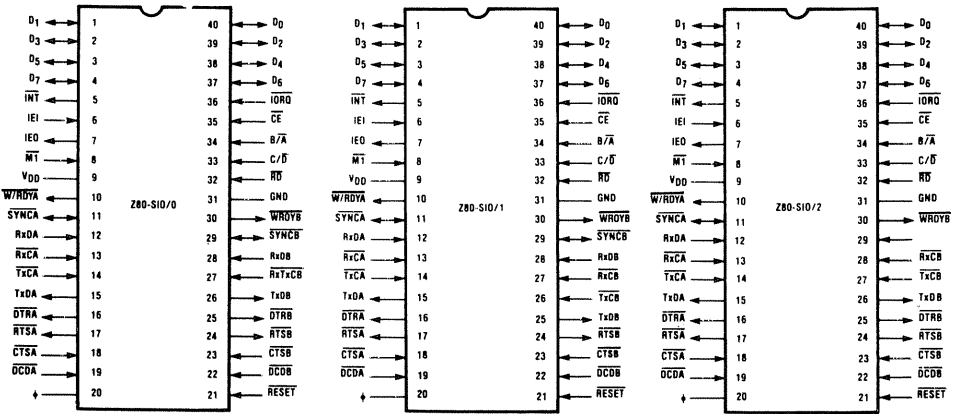 D1 1 40 D0
D3 2 39 D2
D5 3 38 D4
D7 4 37 D6
INT 5 36 IORQ
IEI 6 35 CE
IEO 7 34 B/A
M1 8 33 C/D
VDD 9 32 RD
W/RDYA 10 31 GND
Z80-SIO/0
SYNCA 11 30 WRDYB
RxDA 12 29 SYNCB
RxCA 13 28 RxDB
TxCA 14 27 RxTxCB
TxDA 15 26 TxDB
DTRA 16 25 DTRB
RTSA 17 24 RTSB
CTSA 18 23 CTSB
DCDA 19 22 DCDB
ϕ 20 21 RESET
D1 1 40 D0
D3 2 39 D2
D5 3 38 D4
D7 4 37 D6
INT 5 36 IORQ
IEI 6 35 CE
IEO 7 34 B/A
M1 8 33 C/D
VDD 9 32 RD
W/RDYA 10 31 GND
Z80-SIO/1
SYNCA 11 30 WRDYB
RxDA 12 29 SYNCB
RxCA 13 28 RxDB
TxCA 14 27 RxCB
TxDA 15 26 TxCB
DTRA 16 25 TxDB
RTSA 17 24 RTSB
CTSA 18 23 CTSB
DCDA 19 22 DCDB
ϕ 20 21 RESET
D1 1 40 D0
D3 2 39 D2
D5 3 38 D4
D7 4 37 D6
INT 5 36 IORQ
IEI 6 35 CE
IEO 7 34 B/A
M1 8 33 C/D
VDD 9 32 RD
W/RDYA 10 31 GND
Z80-SIO/2
SYNCA 11 30 WRDYB
RxDA 12 29
RxCA 13 28 RxCB
TxCA 14 27 TxCB
TxDA 15 26 TxDB
DTRA 16 25 DTRB
RTSA 17 24 RTSB
CTSA 18 23 CTSB
DCDA 19 22 DCDB
ϕ 20 21 RESET